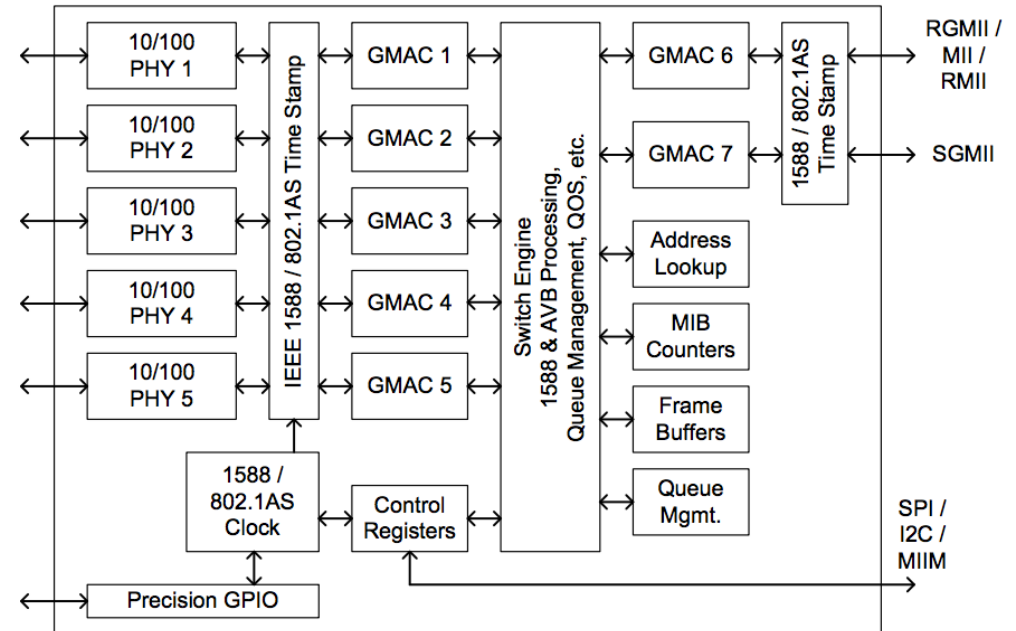 10/100
PHY 1
10/100
PHY 2
10/100
PHY 3
10/100
PHY 4
10/100
PHY 5
IEEE 1588 / 802.1AS Time Stamp
GMAC 1
GMAC 2
GMAC 3
GMAC 4
GMAC 5
Switch Engine
1588 & AVB Processing,
Queue Management, QOS, etc.
GMAC 6
GMAC 7
1588 / 802.1AS
Time Stamp
RGMII /
MII /
RMII
SGMII
Address
Lookup
MIB
Counters
Frame
Buffers
Queue
Mgmt.
1588 /
802.1AS
Clock
Control
Registers
SPI /
I2C /
MIIM
Precision GPIO